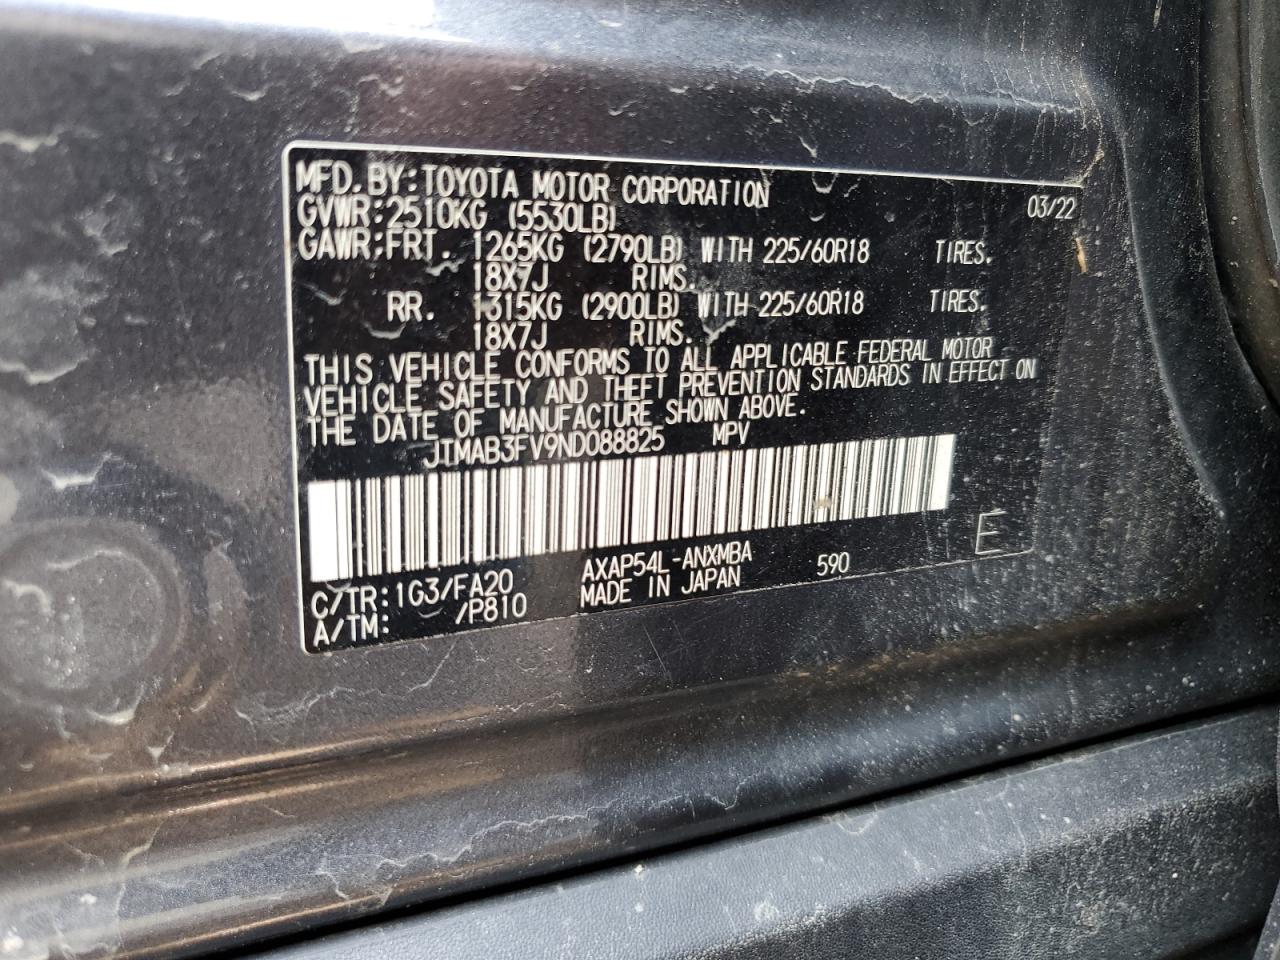 MFD. BY: TOYOTA MOTOR CORPORATION 03/22
GVWR: 2510KG (5530LB)
GAWR: FRT. 1265KG (2790LB) WITH 225/60R18 TIRES.
18X7J RIMS.
RR. 1315KG (2900LB) WITH 225/60R18 TIRES.
18X7J RIMS.
THIS VEHICLE CONFORMS TO ALL APPLICABLE FEDERAL MOTOR
VEHICLE SAFETY AND THEFT PREVENTION STANDARDS IN EFFECT ON
THE DATE OF MANUFACTURE SHOWN ABOVE.
JTMAB3FV9ND088825 MPV
C/TR: 1G3/FA20 AXAP54L-ANXMBA 590 E
A/TM: /P810 MADE IN JAPAN